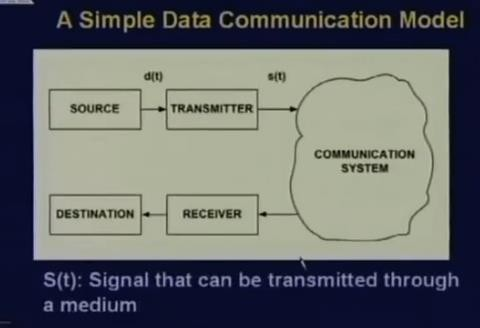 A Simple Data Communication Model
d(t)
s(t)
SOURCE
TRANSMITTER
COMMUNICATION
SYSTEM
DESTINATION
RECEIVER
S(t): Signal that can be transmitted through
a medium